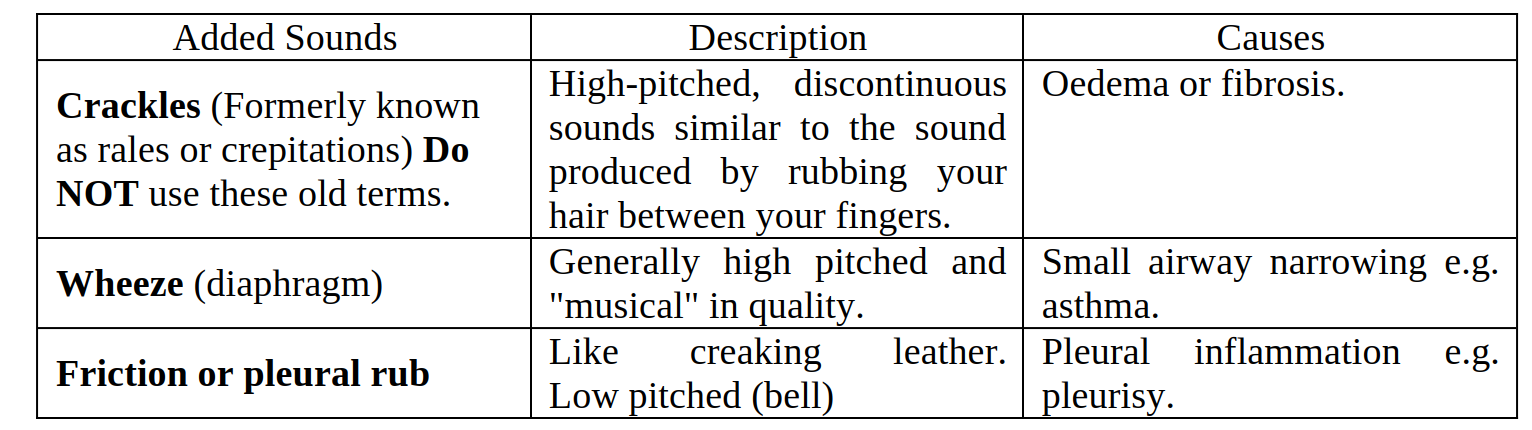 Added Sounds
Description
Causes
Crackles (Formerly known
as rales or crepitations) Do
NOT use these old terms.
High-pitched, discontinuous
sounds similar to the sound
produced by rubbing your
hair between your fingers.
Oedema or fibrosis.
Wheeze (diaphragm)
Generally high pitched and
"musical" in quality.
Small airway narrowing e.g.
asthma.
Friction or pleural rub
Like creaking leather.
Low pitched (bell)
Pleural inflammation e.g.
pleurisy.